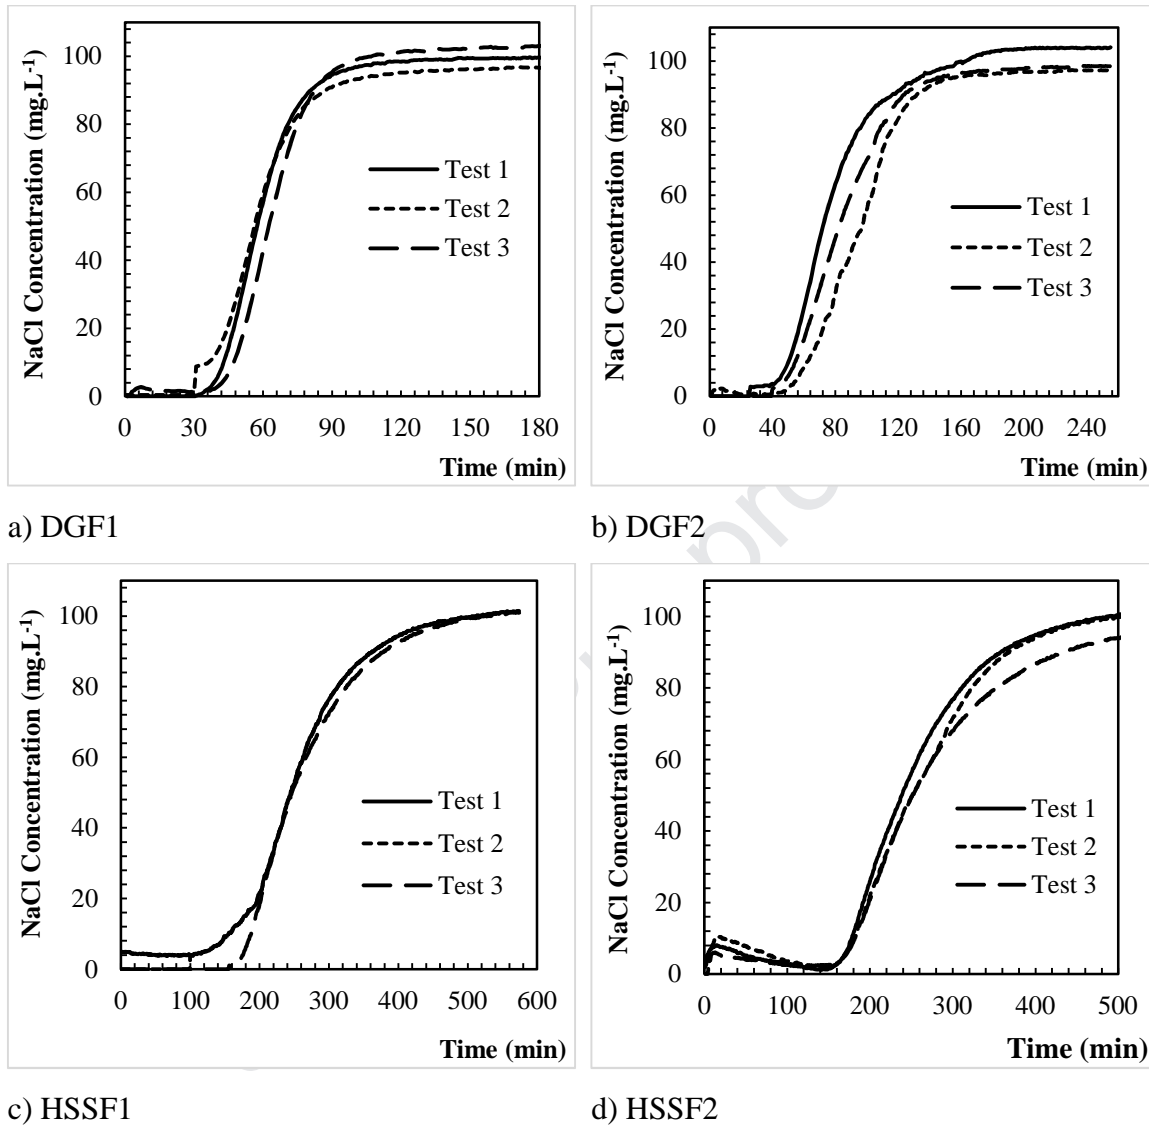 NaCl Concentration (mg.L-1)
100
80
60
40
20
0
Test 1
Test 2
Test 3
0 30 60 90 120 150 180
Time (min)
a) DGF1
NaCl Concentration (mg.L-1)
100
80
60
40
20
0
Test 1
Test 2
Test 3
0 40 80 120 160 200 240
Time (min)
b) DGF2
NaCl Concentration (mg.L-1)
100
80
60
40
20
0
Test 1
Test 2
Test 3
0 100 200 300 400 500 600
Time (min)
c) HSSF1
NaCl Concentration (mg.L-1)
100
80
60
40
20
0
Test 1
Test 2
Test 3
0 100 200 300 400 500
Time (min)
d) HSSF2